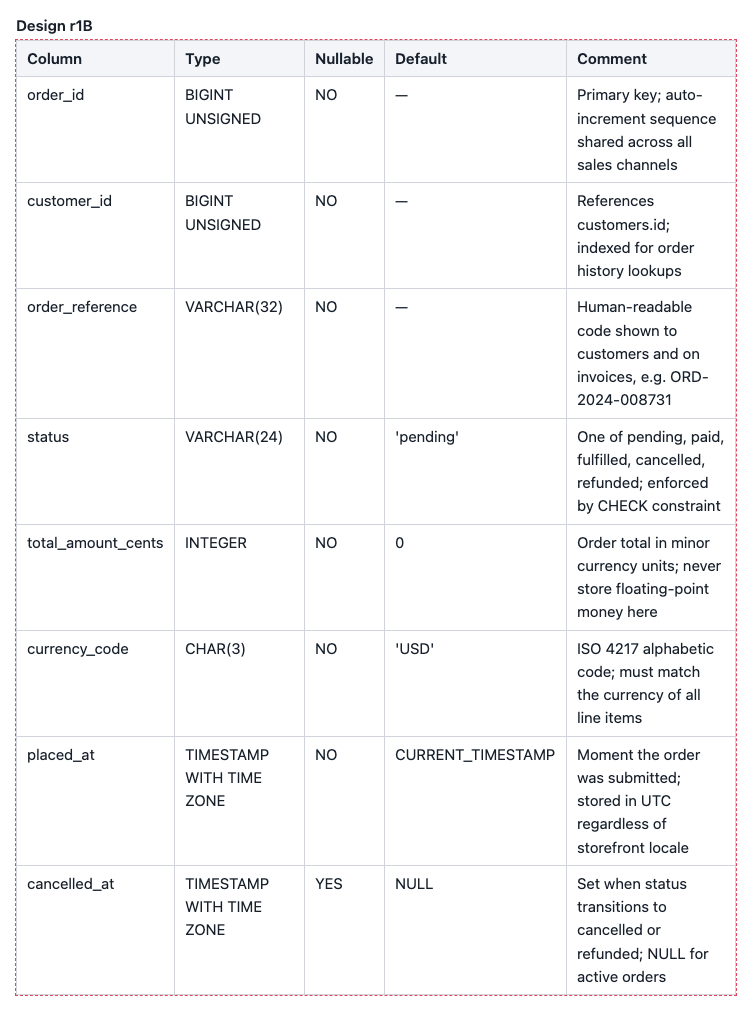 Design r1B
Column Type Nullable Default Comment
order_id BIGINT NO — Primary key; auto-
UNSIGNED increment sequence
shared across all
sales channels
customer_id BIGINT NO — References
UNSIGNED customers.id;
indexed for order
history lookups
order_reference VARCHAR(32) NO — Human-readable
code shown to
customers and on
invoices, e.g. ORD-
2024-008731
status VARCHAR(24) NO 'pending' One of pending, paid,
fulfilled, cancelled,
refunded; enforced
by CHECK constraint
total_amount_cents INTEGER NO 0 Order total in minor
currency units; never
store floating-point
money here
currency_code CHAR(3) NO 'USD' ISO 4217 alphabetic
code; must match
the currency of all
line items
placed_at TIMESTAMP NO CURRENT_TIMESTAMP Moment the order
WITH TIME was submitted;
ZONE stored in UTC
regardless of
storefront locale
cancelled_at TIMESTAMP YES NULL Set when status
WITH TIME transitions to
ZONE cancelled or
refunded; NULL for
active orders